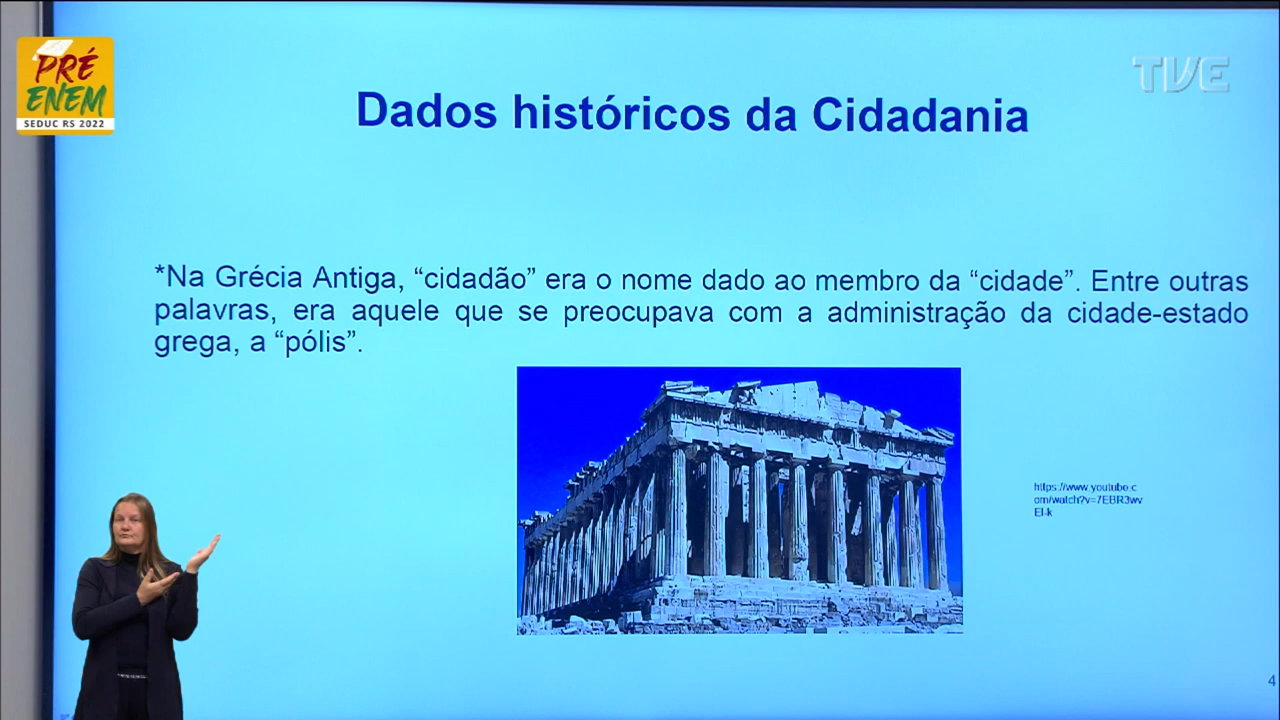 PRÉ
ENEM
SEDUC RS 2022
TVE
Dados históricos da Cidadania
*Na Grécia Antiga, “cidadão” era o nome dado ao membro da “cidade”. Entre outras
palavras, era aquele que se preocupava com a administração da cidade-estado
grega, a “pólis”.
https://www.youtube.c
om/watch?v=7EBR3wv
EI-k
4